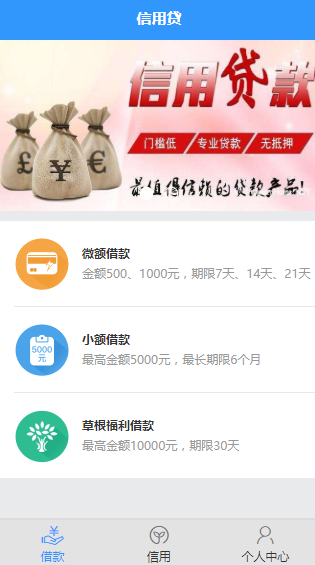 信用贷
信用贷款
门槛低 专业贷款 无抵押
最值得信赖的贷款产品!
£ ¥ €
微额借款
金额500、1000元，期限7天、14天、21天
5000
元
小额借款
最高金额5000元，最长期限6个月
草根福利借款
最高金额10000元，期限30天
借款 信用 个人中心